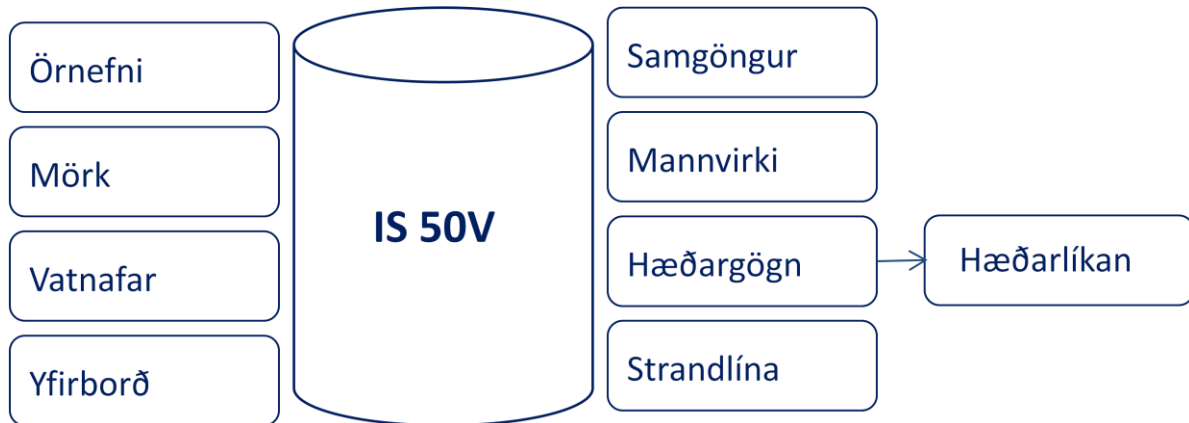 Örnefni
Mörk
Vatnafar
Yfirborð
IS 50V
Samgöngur
Mannvirki
Hæðargögn
Strandlína
Hæðarlíkan